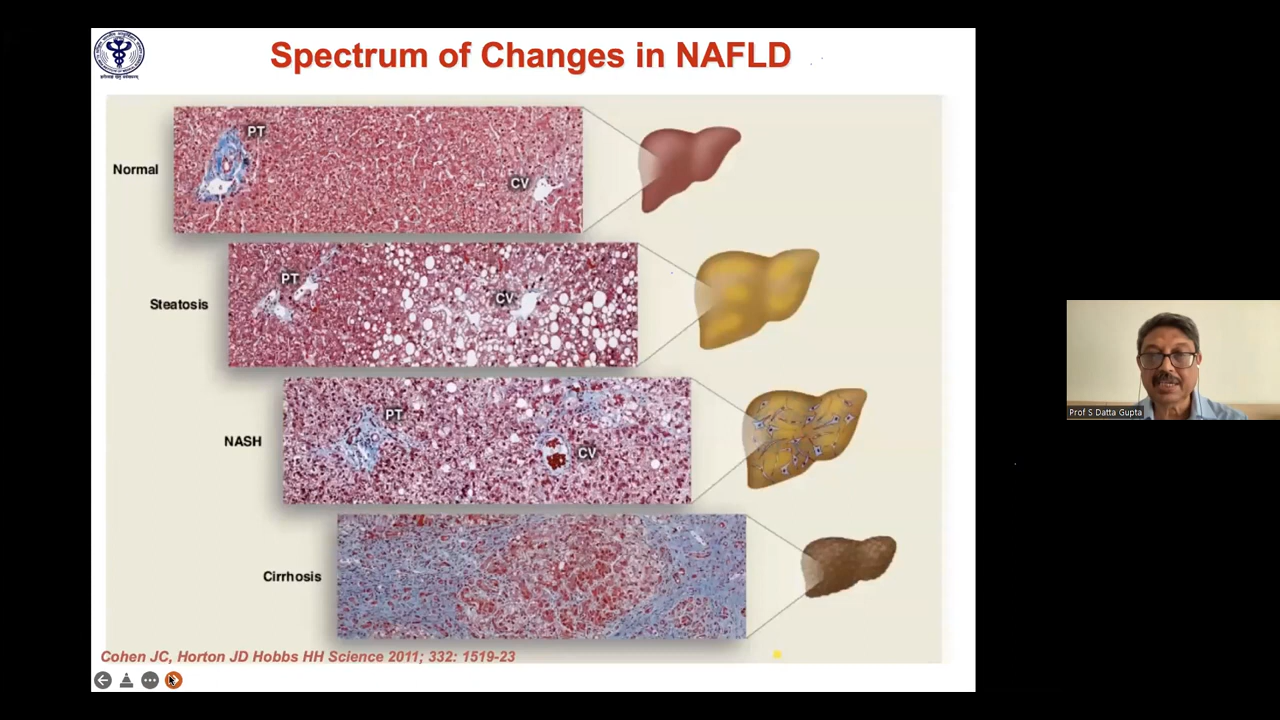 Spectrum of Changes in NAFLD
Normal
PT
CV
Steatosis
PT
CV
NASH
PT
CV
Cirrhosis
Cohen JC, Horton JD Hobbs HH Science 2011; 332: 1519-23
Prof S Datta Gupta